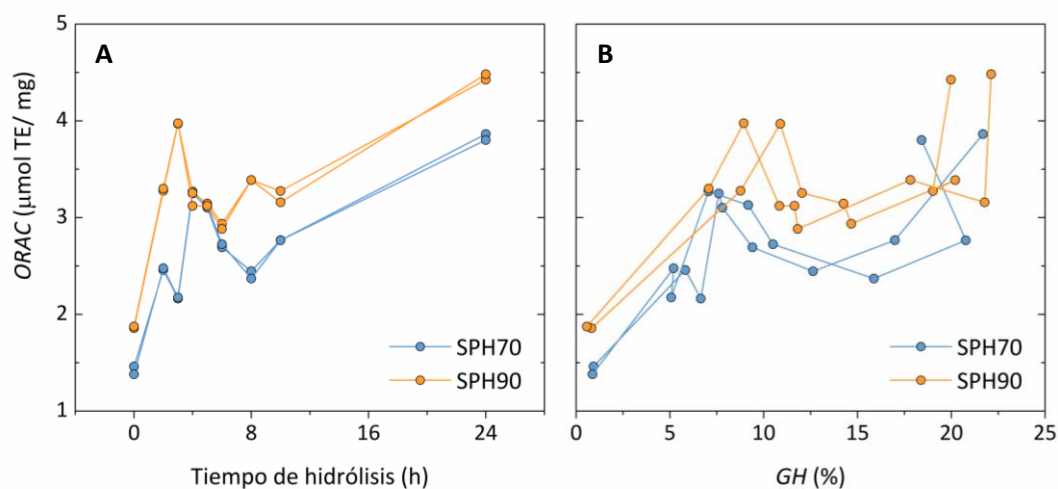 A
B
ORAC (µmol TE/ mg)
5
4
3
2
1
SPH70
SPH90
SPH70
SPH90
0
8
16
24
0
5
10
15
20
25
Tiempo de hidrólisis (h)
GH (%)